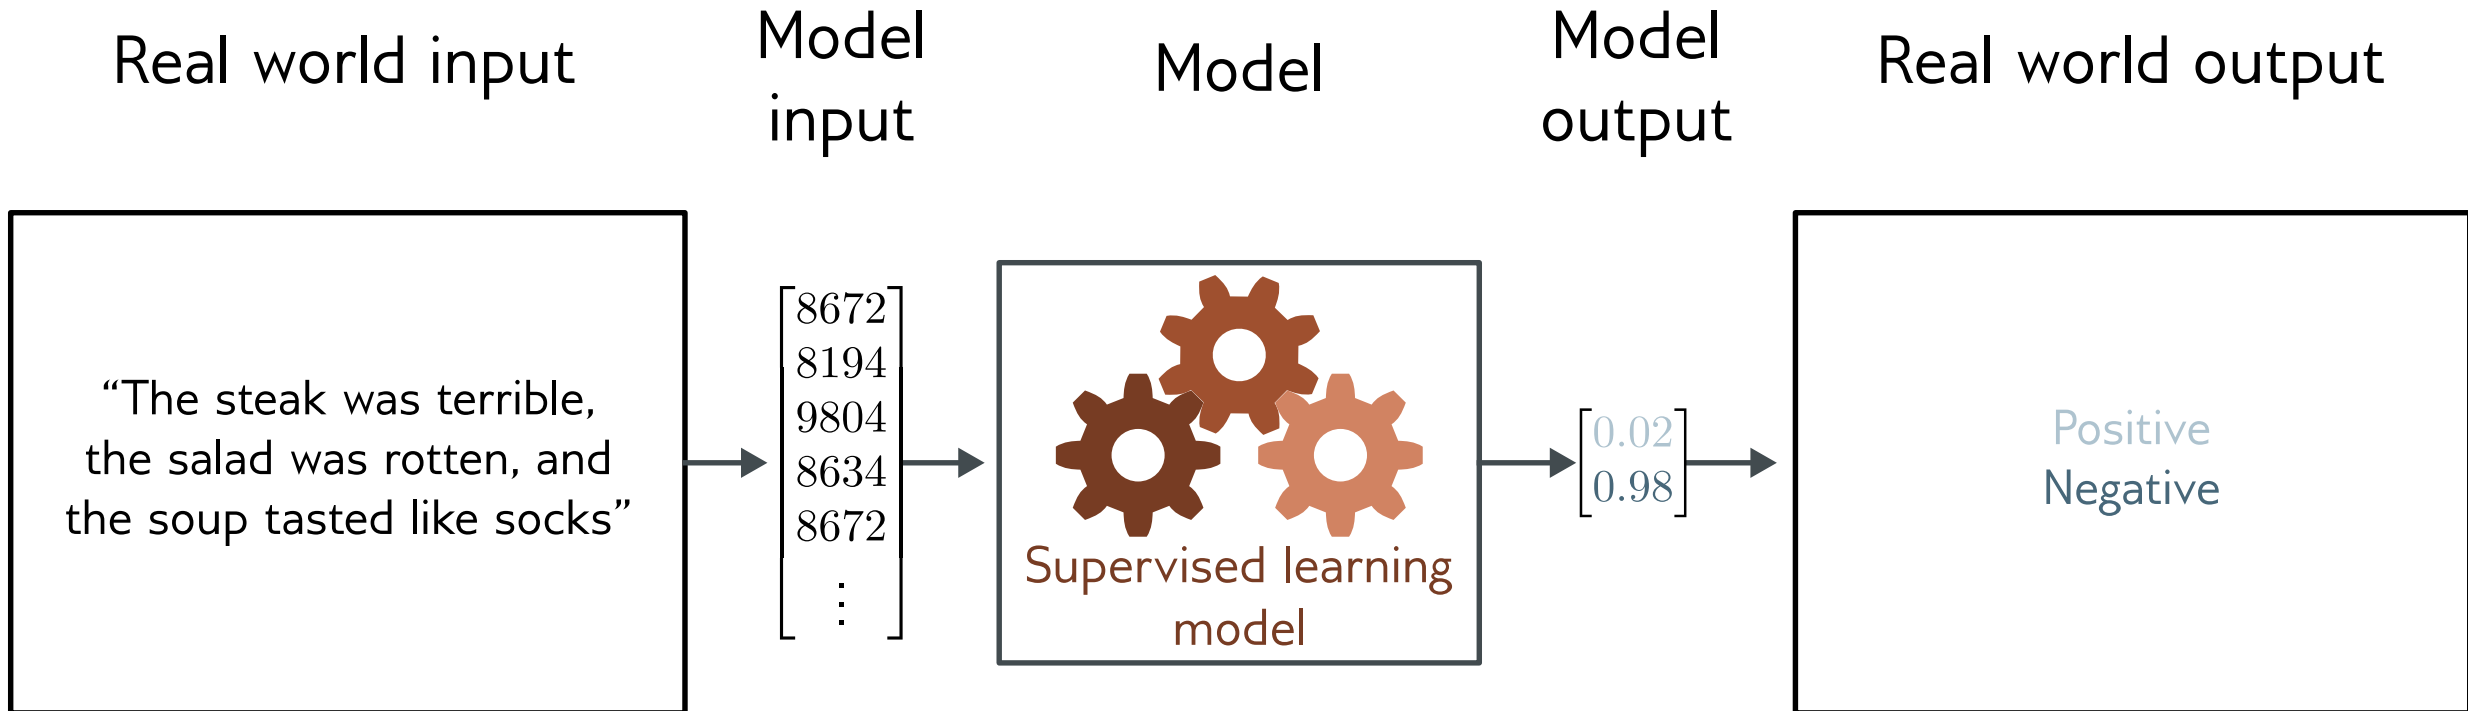 Real world input
Model
input
Model
Model
output
Real world output
“The steak was terrible,
the salad was rotten, and
the soup tasted like socks”
8672
8194
9804
8634
8672
⋮
Supervised learning
model
0.02
0.98
Positive
Negative